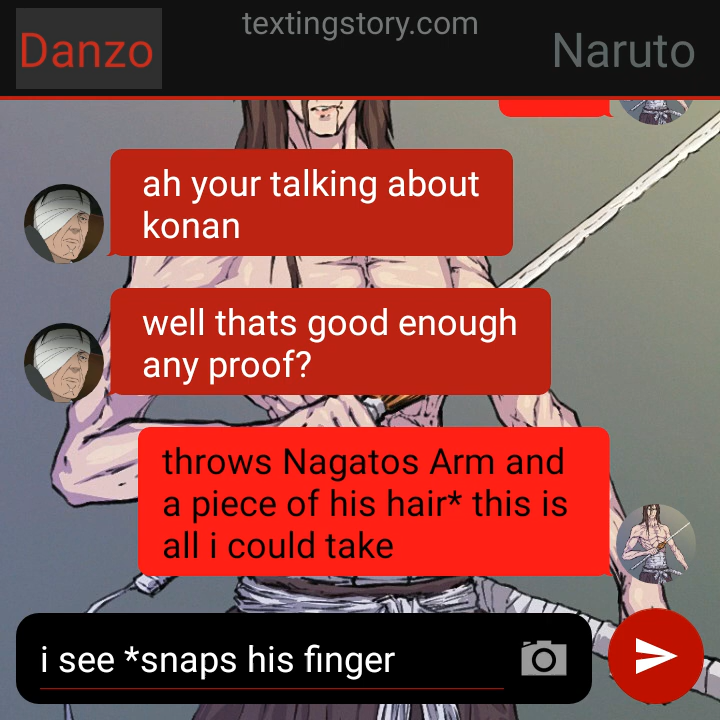 textingstory.com
Danzo
Naruto
ah your talking about
konan
well thats good enough
any proof?
throws Nagatos Arm and
a piece of his hair* this is
all i could take
i see *snaps his finger